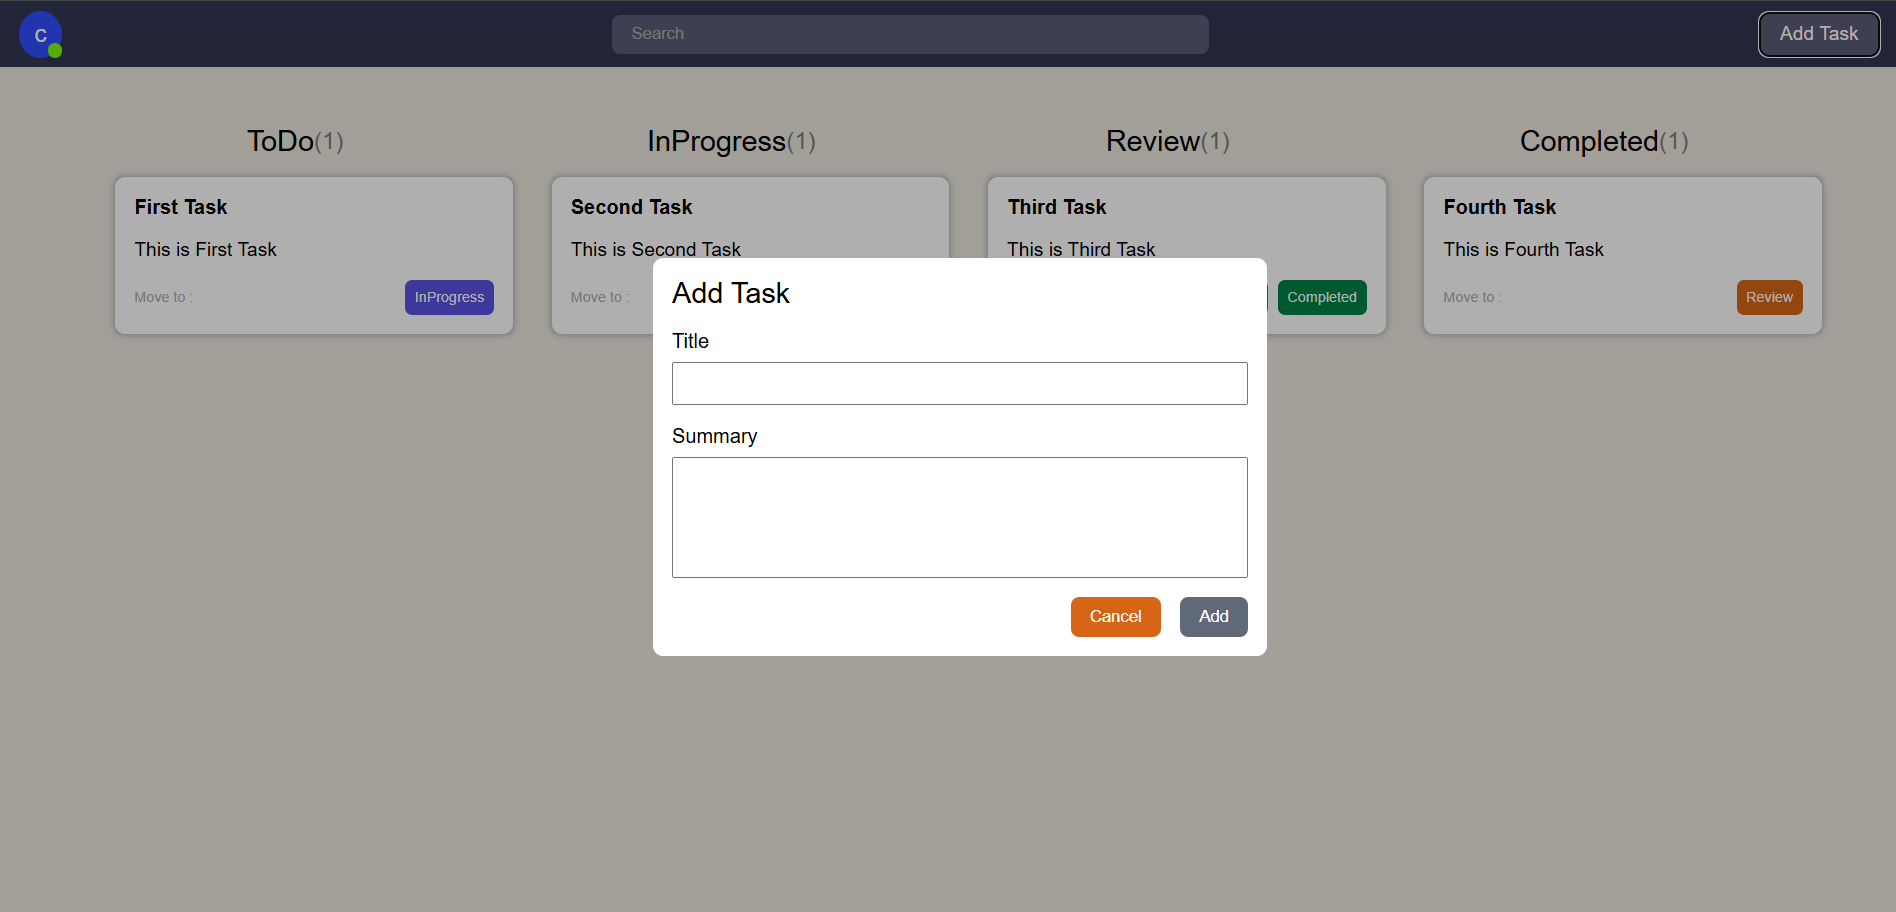 C
Search
Add Task
ToDo(1)
InProgress(1)
Review(1)
Completed(1)
First Task
This is First Task
Move to :
InProgress
Second Task
This is Second Task
Move to :
Third Task
This is Third Task
Completed
Fourth Task
This is Fourth Task
Move to :
Review
Add Task
Title
Summary
Cancel
Add